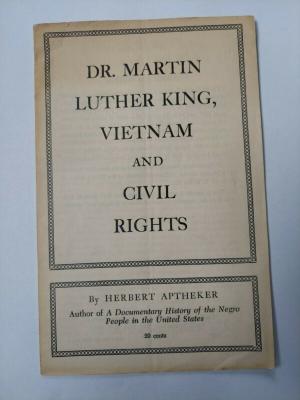 DR. MARTIN
LUTHER KING,
VIETNAM
AND
CIVIL
RIGHTS
By HERBERT APTHEKER
Author of A Documentary History of the Negro
People in the United States
20 cents